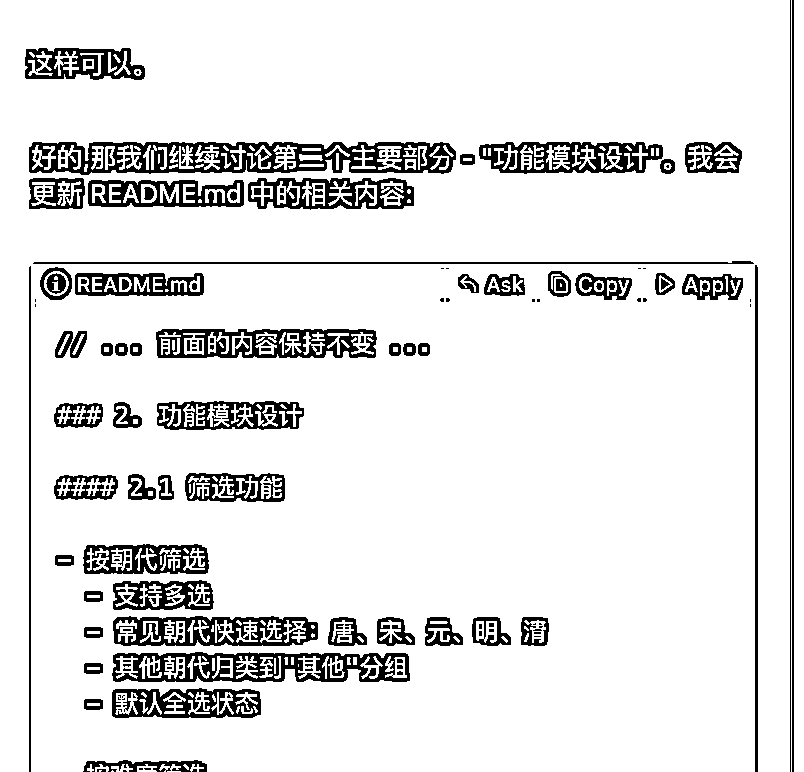 这样可以。
好的,那我们继续讨论第二个主要部分 - "功能模块设计"。我会
更新 README.md 中的相关内容:
README.md Ask Copy Apply
// ... 前面的内容保持不变 ...
### 2. 功能模块设计
#### 2.1 筛选功能
- 按朝代筛选
- 支持多选
- 常见朝代快速选择：唐、宋、元、明、清
- 其他朝代归类到"其他"分组
- 默认全选状态
- 按难度筛选